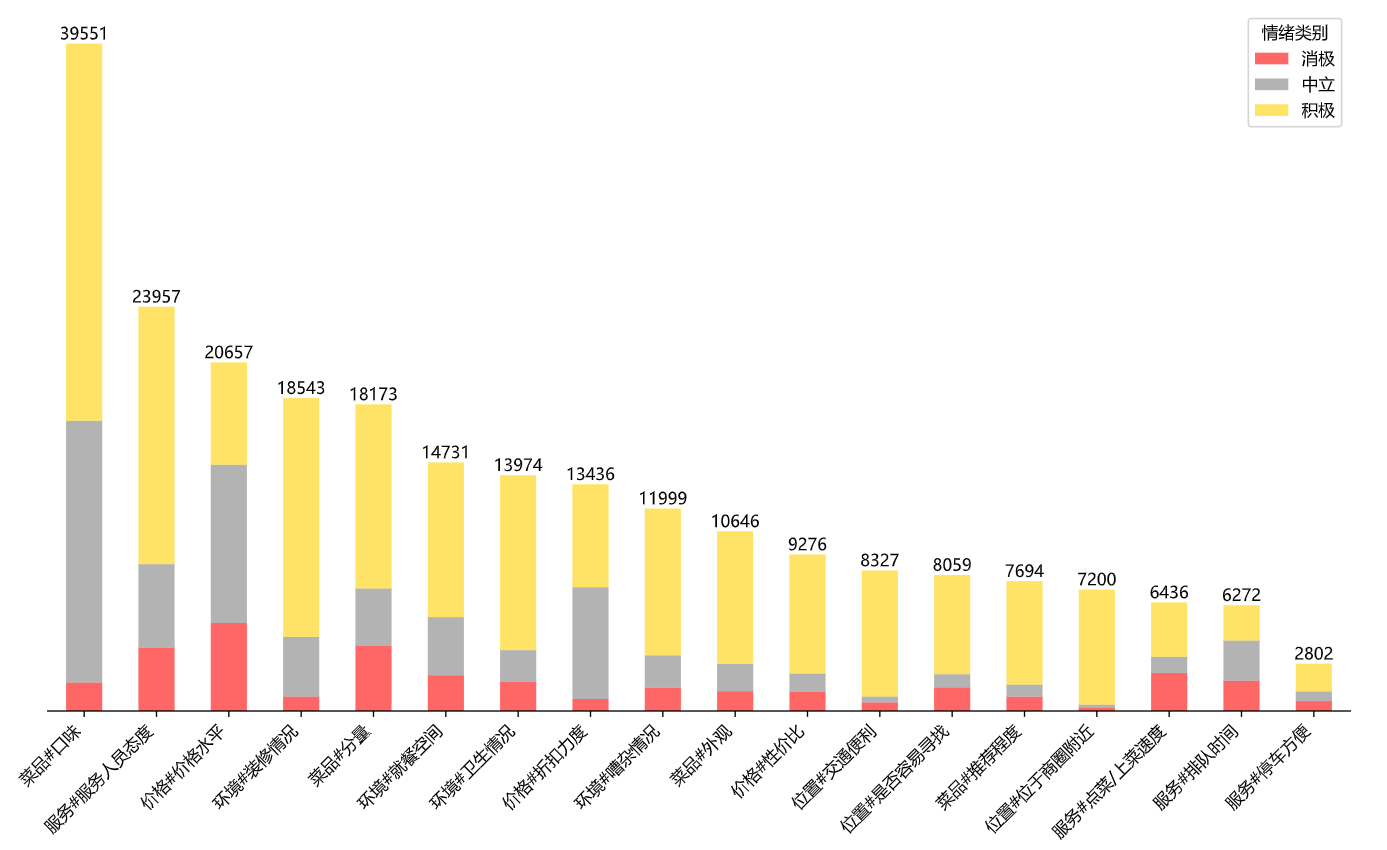 39551
23957
20657
18543
18173
14731
13974
13436
11999
10646
9276
8327
8059
7694
7200
6436
6272
2802
情绪类别
消极
中立
积极
菜品#口味
服务#服务人员态度
价格#价格水平
环境#装修情况
菜品#分量
环境#就餐空间
环境#卫生情况
价格#折扣力度
环境#嘈杂情况
菜品#外观
价格#性价比
位置#交通便利
位置#是否容易寻找
菜品#推荐程度
位置#位于商圈附近
服务#点菜/上菜速度
服务#排队时间
服务#停车方便